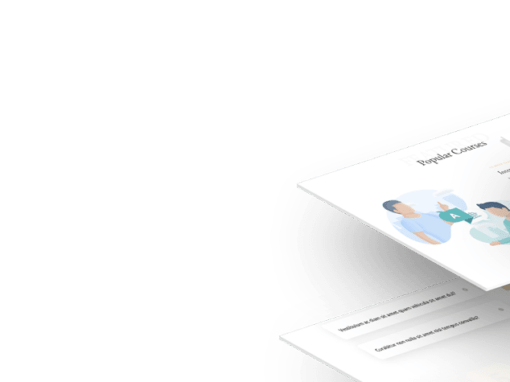 Popular Courses
A
Vestibulum ac diam sit amet quam vehicula sit amet dui?
Curabitur non nulla sit amet nisl tempus convallis?